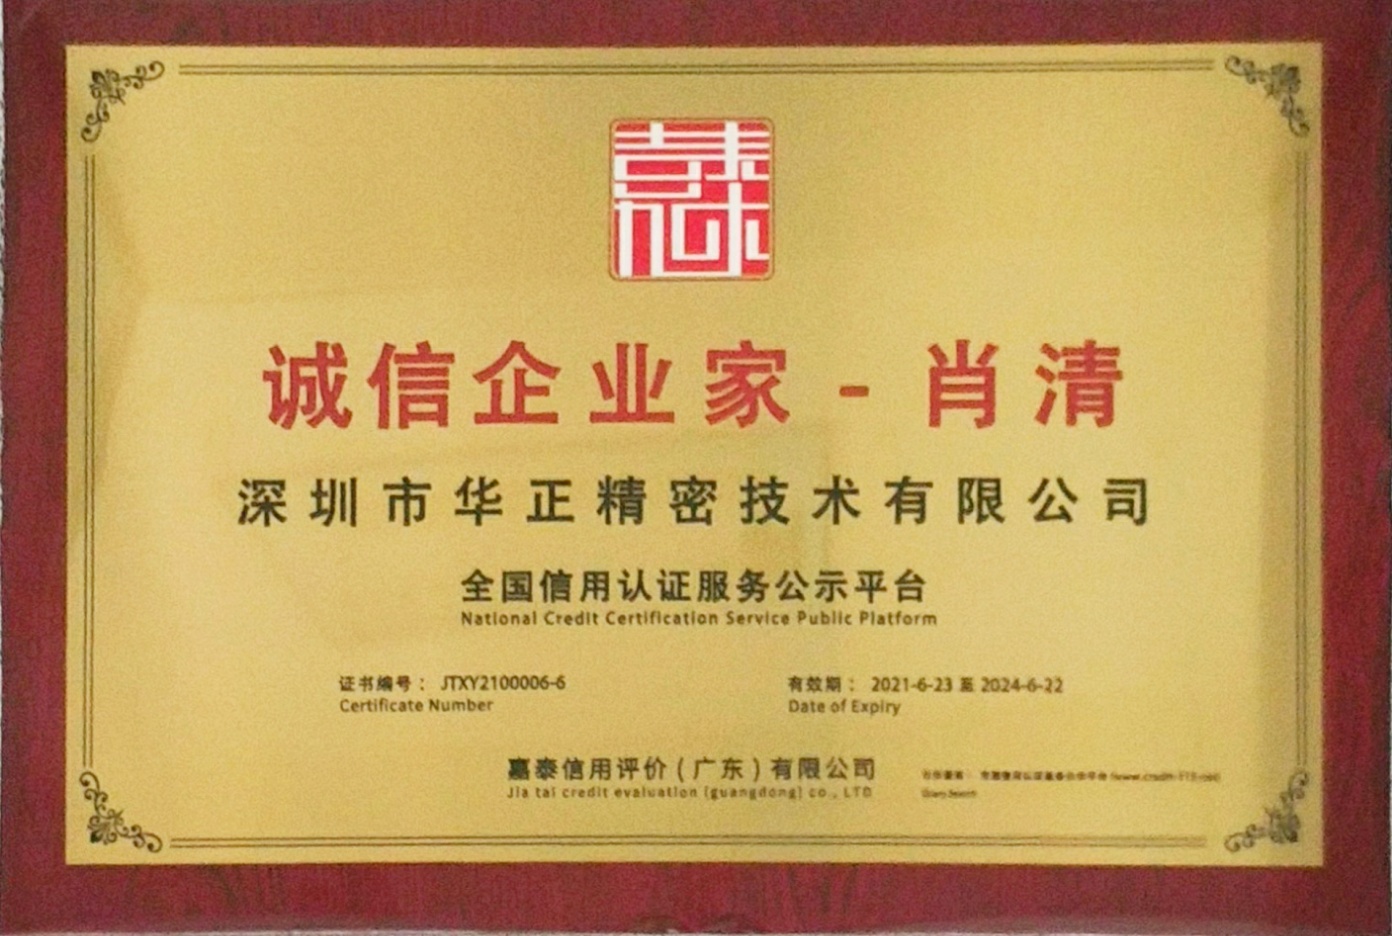 诚信企业家 - 肖清
深圳市华正精密技术有限公司
全国信用认证服务公示平台
National Credit Certification Service Public Platform
证书编号： JTXY2100006-6
Certificate Number
有效期： 2021-6-23 至 2024-6-22
Date of Expiry
嘉泰信用评价(广东)有限公司
Jia tai credit evaluation (guangdong) co., LTD